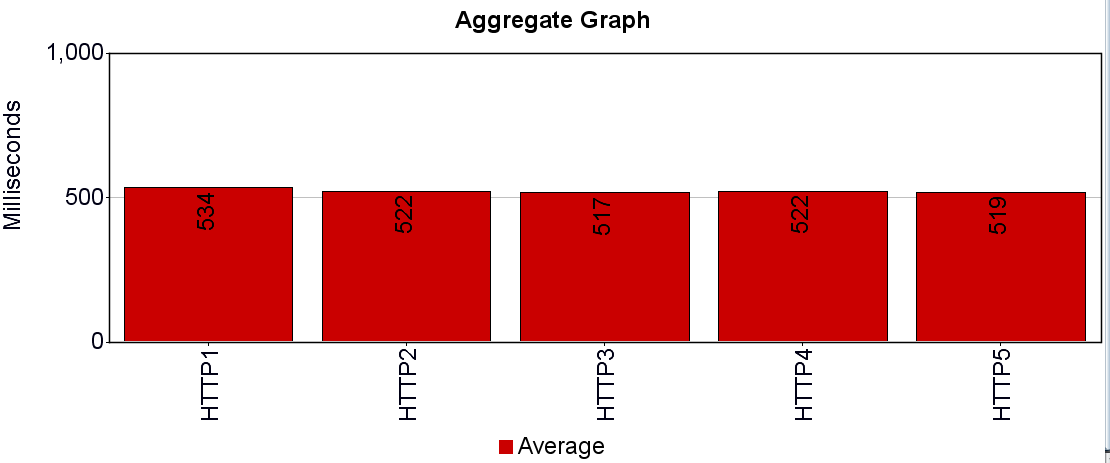 Aggregate Graph
1,000
Milliseconds
500
0
534
522
517
522
519
HTTP1
HTTP2
HTTP3
HTTP4
HTTP5
Average